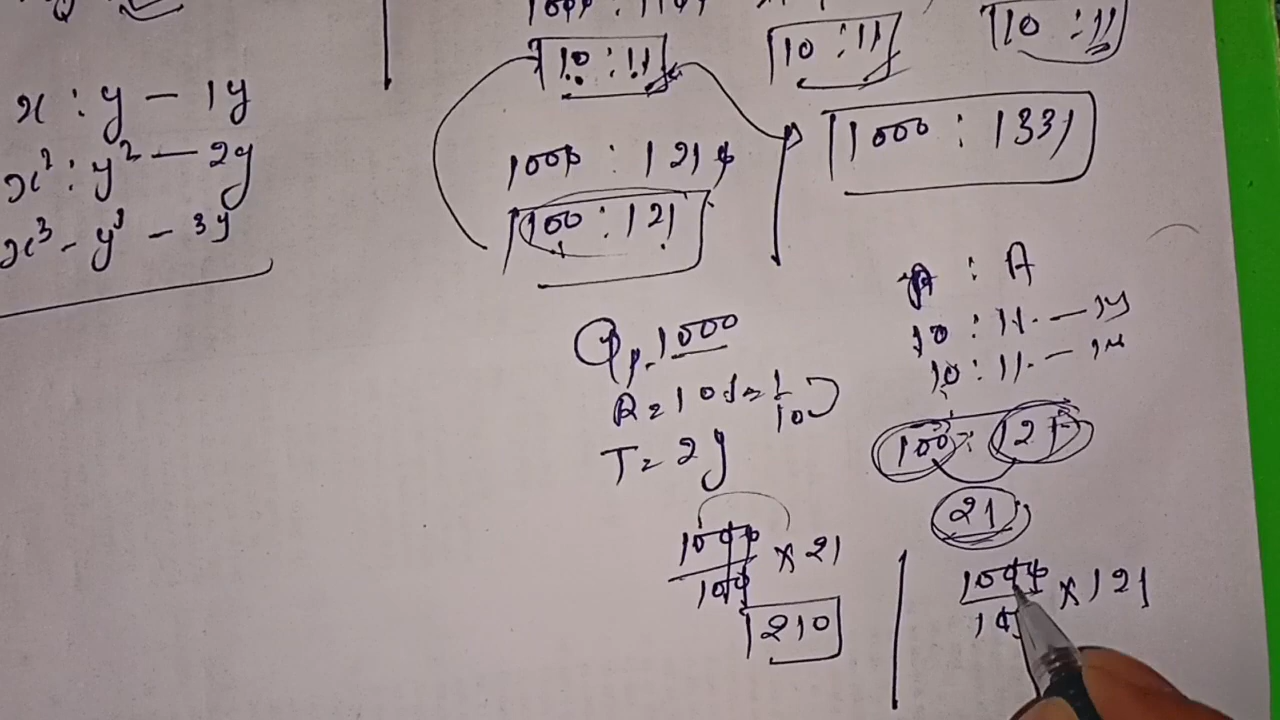 x : y - 1y
x² : y² - 2y
x³ - y³ - 3y
10 : 11
10 : 11
10 : 11
1000 : 1210
100 : 121
1000 : 1331
Q, 1000
R = 10% = 1/10
T = 2y
1000/100 × 21
210
P : A
10 : 11 - 1y
10 : 11 - 1y
100 : 121
21
1000/100 × 121